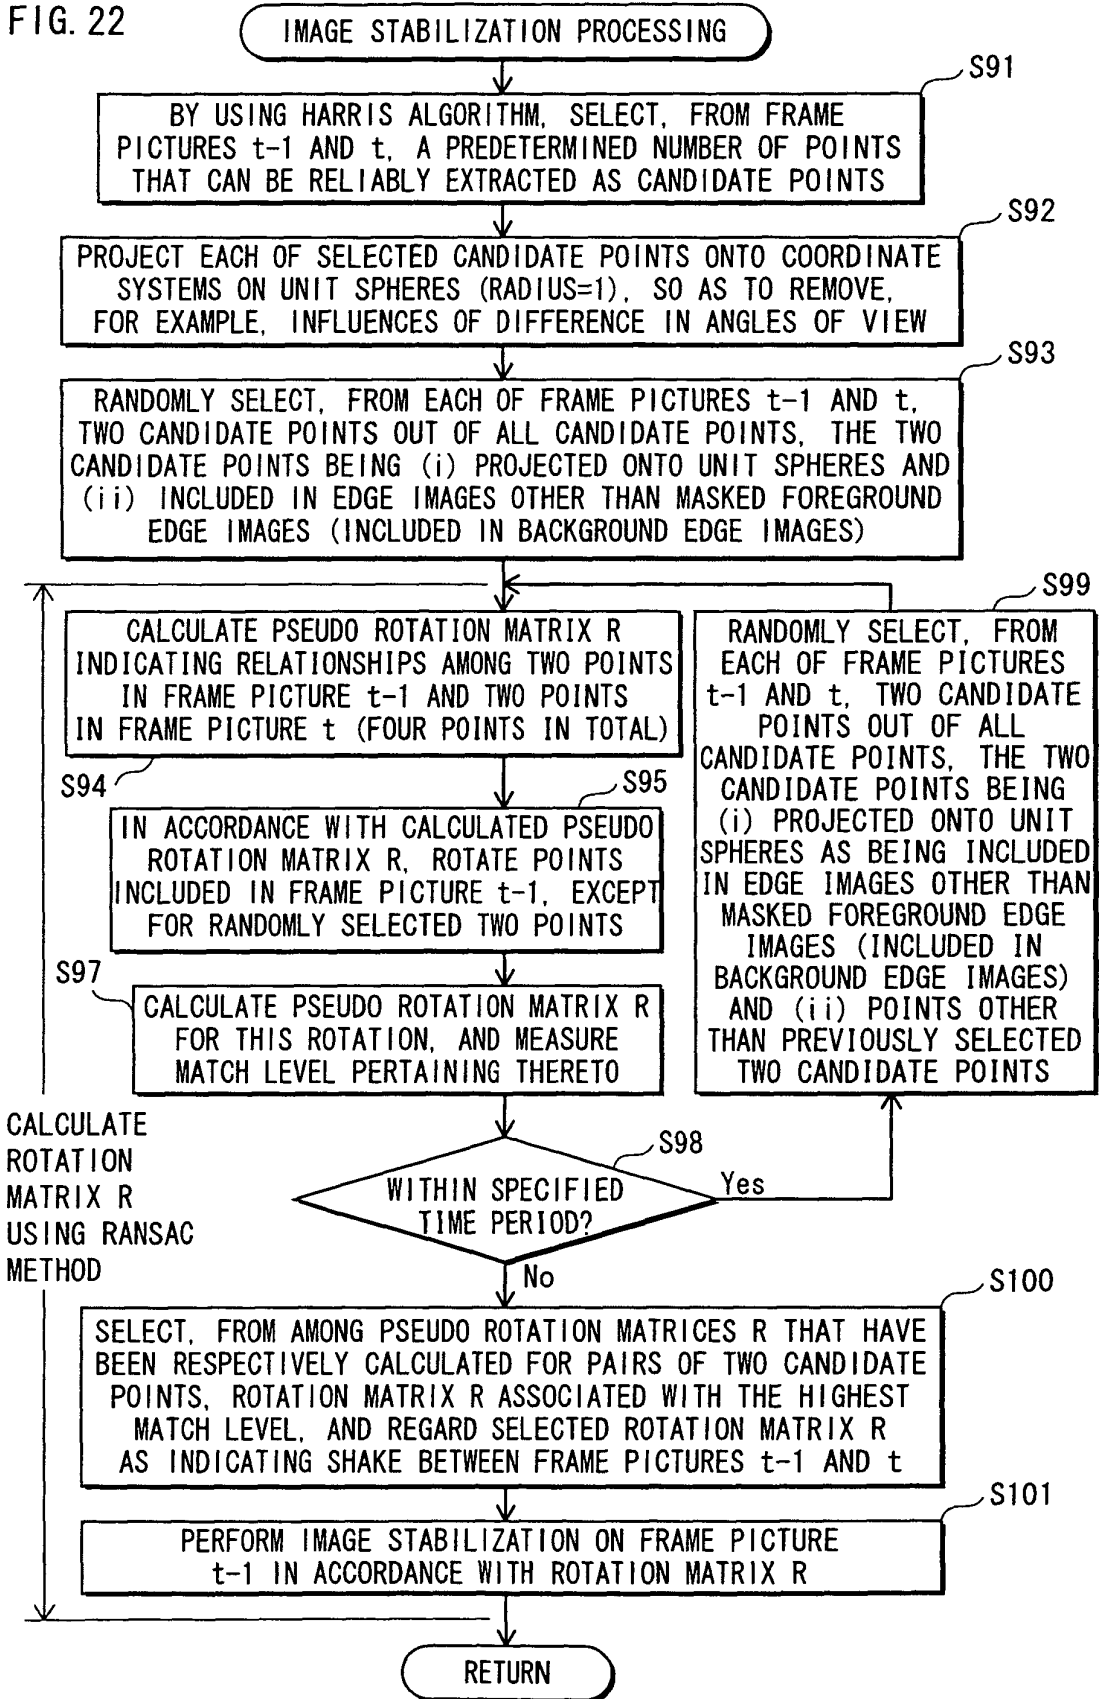 FIG. 22
IMAGE STABILIZATION PROCESSING
S91
BY USING HARRIS ALGORITHM, SELECT, FROM FRAME
PICTURES t-1 AND t, A PREDETERMINED NUMBER OF POINTS
THAT CAN BE RELIABLY EXTRACTED AS CANDIDATE POINTS
S92
PROJECT EACH OF SELECTED CANDIDATE POINTS ONTO COORDINATE
SYSTEMS ON UNIT SPHERES (RADIUS=1), SO AS TO REMOVE,
FOR EXAMPLE, INFLUENCES OF DIFFERENCE IN ANGLES OF VIEW
S93
RANDOMLY SELECT, FROM EACH OF FRAME PICTURES t-1 AND t,
TWO CANDIDATE POINTS OUT OF ALL CANDIDATE POINTS, THE TWO
CANDIDATE POINTS BEING (i) PROJECTED ONTO UNIT SPHERES AND
(ii) INCLUDED IN EDGE IMAGES OTHER THAN MASKED FOREGROUND
EDGE IMAGES (INCLUDED IN BACKGROUND EDGE IMAGES)
CALCULATE PSEUDO ROTATION MATRIX R
INDICATING RELATIONSHIPS AMONG TWO POINTS
IN FRAME PICTURE t-1 AND TWO POINTS
IN FRAME PICTURE t (FOUR POINTS IN TOTAL)
S94
S95
IN ACCORDANCE WITH CALCULATED PSEUDO
ROTATION MATRIX R, ROTATE POINTS
INCLUDED IN FRAME PICTURE t-1, EXCEPT
FOR RANDOMLY SELECTED TWO POINTS
S97
CALCULATE PSEUDO ROTATION MATRIX R
FOR THIS ROTATION, AND MEASURE
MATCH LEVEL PERTAINING THERETO
S98
WITHIN SPECIFIED
TIME PERIOD?
Yes
No
S99
RANDOMLY SELECT, FROM
EACH OF FRAME PICTURES
t-1 AND t, TWO CANDIDATE
POINTS OUT OF ALL
CANDIDATE POINTS, THE TWO
CANDIDATE POINTS BEING
(i) PROJECTED ONTO UNIT
SPHERES AS BEING INCLUDED
IN EDGE IMAGES OTHER THAN
MASKED FOREGROUND EDGE
IMAGES (INCLUDED IN
BACKGROUND EDGE IMAGES)
AND (ii) POINTS OTHER
THAN PREVIOUSLY SELECTED
TWO CANDIDATE POINTS
CALCULATE
ROTATION
MATRIX R
USING RANSAC
METHOD
S100
SELECT, FROM AMONG PSEUDO ROTATION MATRICES R THAT HAVE
BEEN RESPECTIVELY CALCULATED FOR PAIRS OF TWO CANDIDATE
POINTS, ROTATION MATRIX R ASSOCIATED WITH THE HIGHEST
MATCH LEVEL, AND REGARD SELECTED ROTATION MATRIX R
AS INDICATING SHAKE BETWEEN FRAME PICTURES t-1 AND t
S101
PERFORM IMAGE STABILIZATION ON FRAME PICTURE
t-1 IN ACCORDANCE WITH ROTATION MATRIX R
RETURN